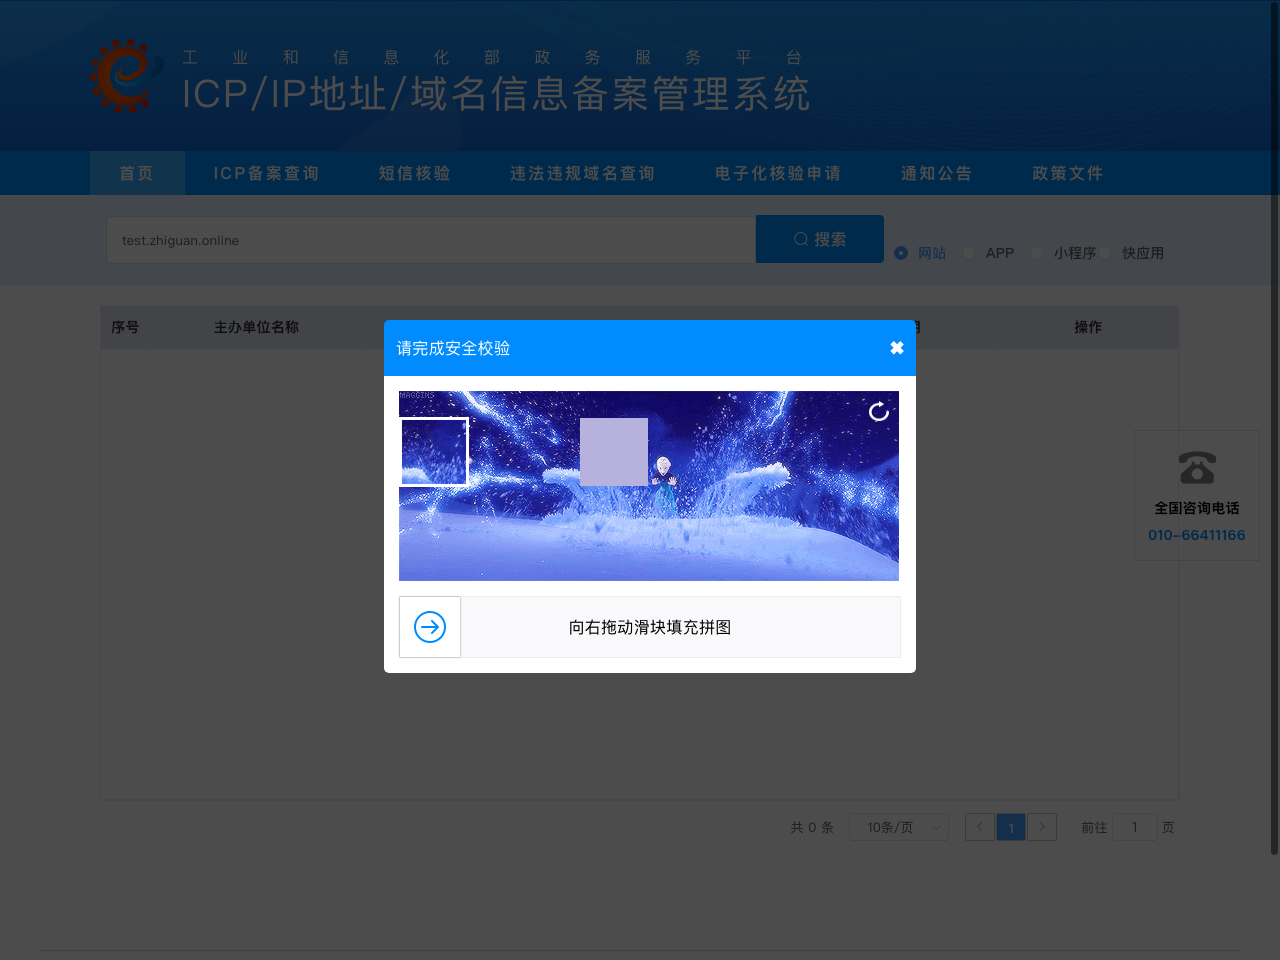 工业和信息化部政务服务平台
ICP/IP地址/域名信息备案管理系统
首页 ICP备案查询 短信核验 违法违规域名查询 电子化核验申请 通知公告 政策文件
test.zhiguan.online 搜索 网站 APP 小程序 快应用
序号 主办单位名称 操作
请完成安全校验
MAGGINS
全国咨询电话
010-66411166
向右拖动滑块填充拼图
共 0 条 10条/页 1 前往 1 页